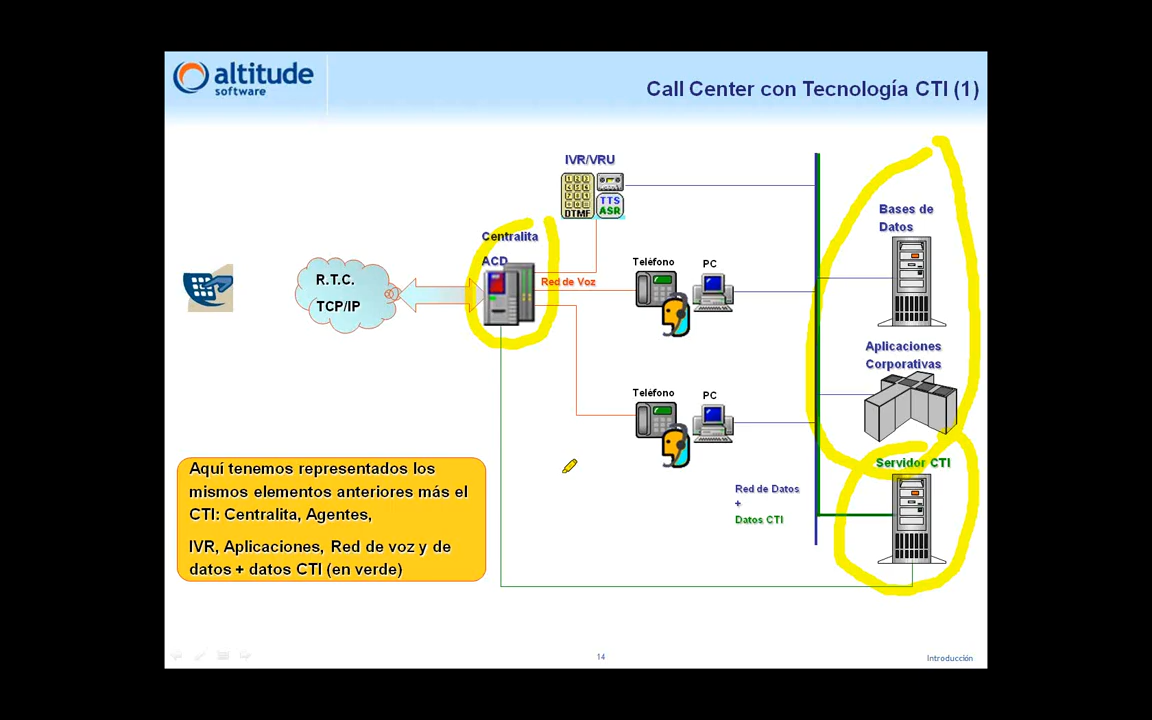 altitude
software
Call Center con Tecnología CTI (1)
IVR/VRU
DTMF
TTS
ASR
Centralita
ACD
Red de Voz
R.T.C.
TCP/IP
Teléfono
PC
Teléfono
PC
Bases de
Datos
Aplicaciones
Corporativas
Servidor CTI
Red de Datos
+
Datos CTI
Aquí tenemos representados los
mismos elementos anteriores más el
CTI: Centralita, Agentes,
IVR, Aplicaciones, Red de voz y de
datos + datos CTI (en verde)
14
Introducción